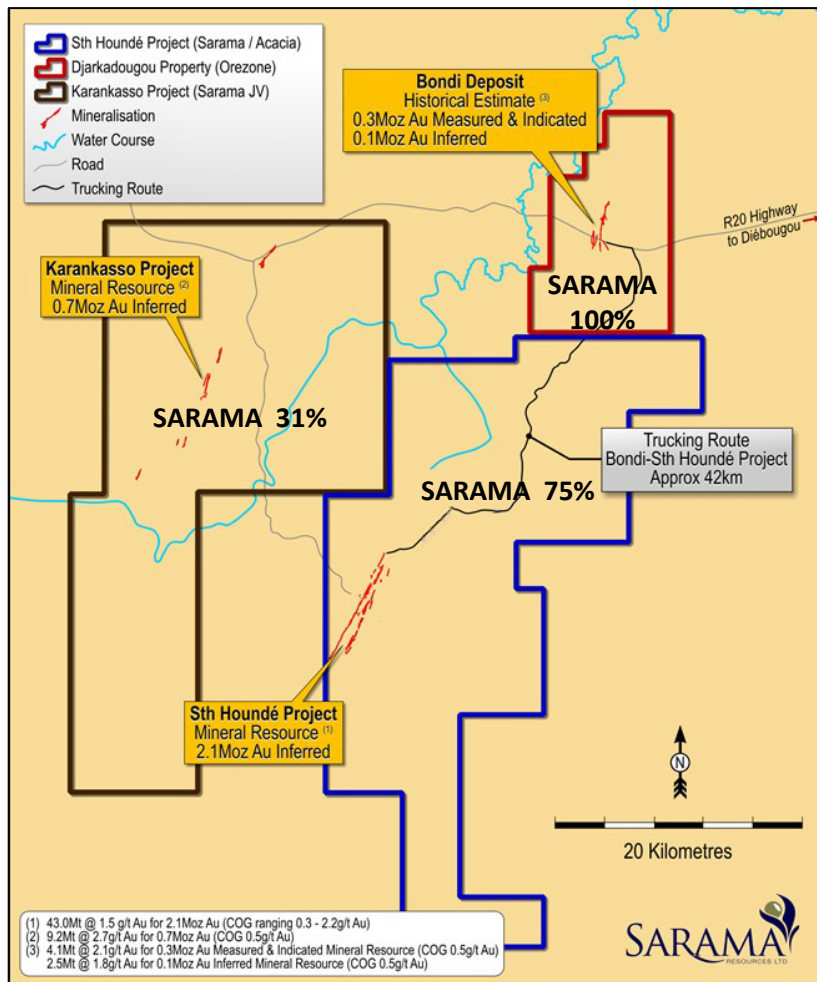 Sth Houndé Project (Sarama / Acacia)
Djarkadougou Property (Orezone)
Karankasso Project (Sarama JV)
Mineralisation
Water Course
Road
Trucking Route
Bondi Deposit
Historical Estimate (3)
0.3Moz Au Measured & Indicated
0.1Moz Au Inferred
R20 Highway
to Diébougou
Karankasso Project
Mineral Resource (2)
0.7Moz Au Inferred
SARAMA
100%
SARAMA 31%
Trucking Route
Bondi-Sth Houndé Project
Approx 42km
SARAMA 75%
Sth Houndé Project
Mineral Resource (1)
2.1Moz Au Inferred
N
20 Kilometres
(1) 43.0Mt @ 1.5 g/t Au for 2.1Moz Au (COG ranging 0.3 - 2.2g/t Au)
(2) 9.2Mt @ 2.7g/t Au for 0.7Moz Au (COG 0.5g/t Au)
(3) 4.1Mt @ 2.1g/t Au for 0.3Moz Au Measured & Indicated Mineral Resource (COG 0.5g/t Au)
2.5Mt @ 1.8g/t Au for 0.1Moz Au Inferred Mineral Resource (COG 0.5g/t Au)
SARAMA
RESOURCES LTD